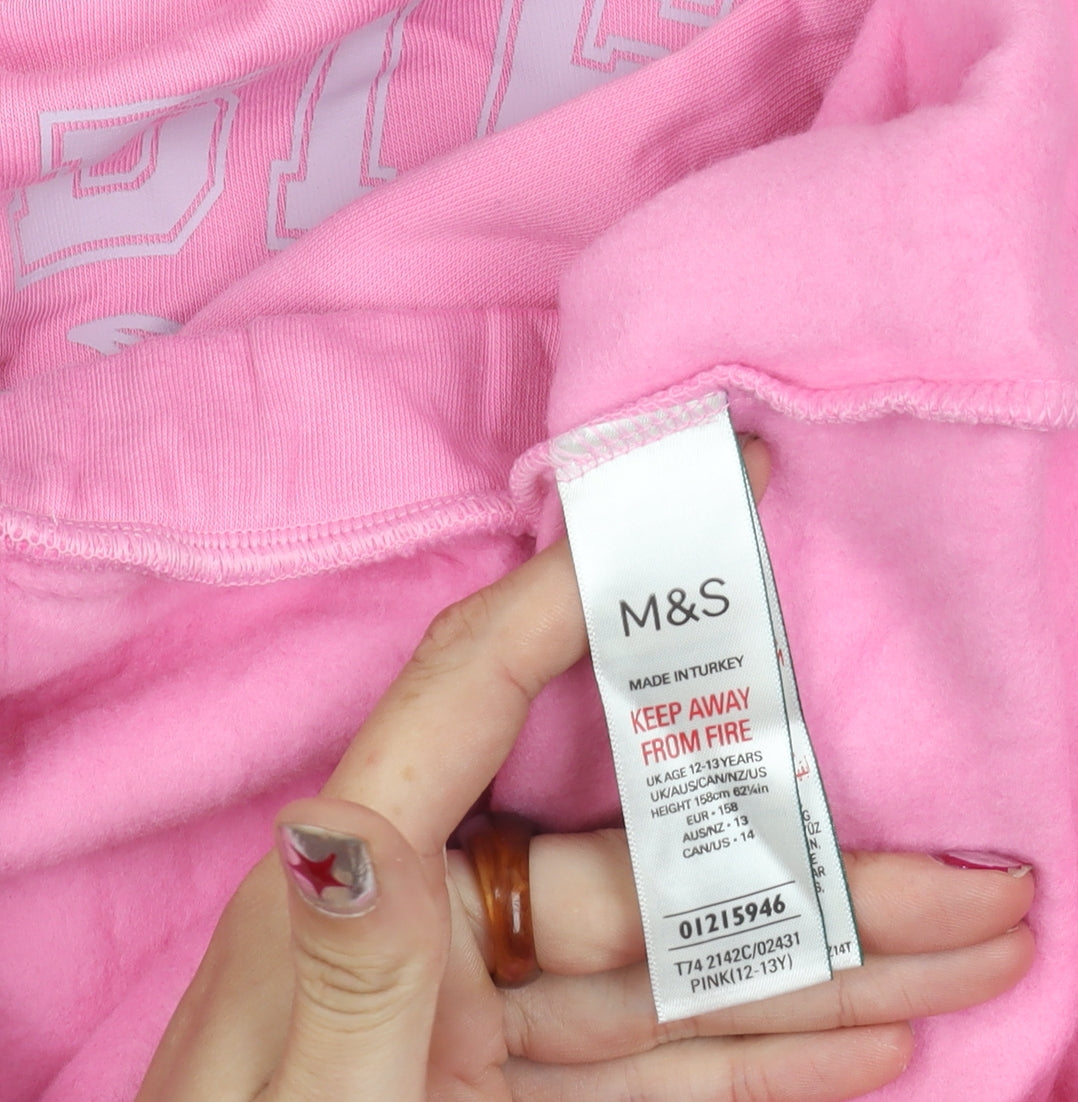 M&S
MADE IN TURKEY
KEEP AWAY
FROM FIRE
UK AGE 12-13 YEARS
UK/AUS/CAN/NZ/US
HEIGHT 158cm 62¼in
EUR • 158
AUS/NZ • 13
CAN/US • 14
01215946
T74 2142C/02431
PINK(12-13Y)